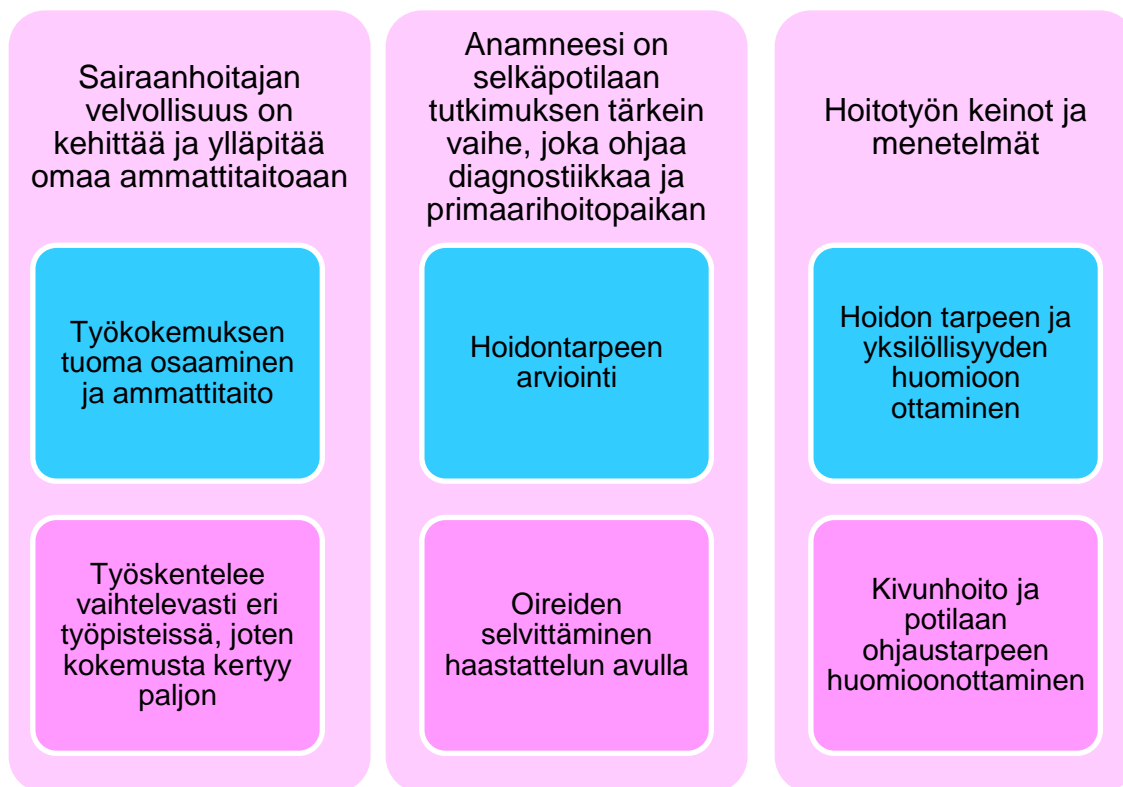 Sairaanhoitajan
velvollisuus on
kehittää ja ylläpitää
omaa ammattitaitoaan
Työkokemuksen
tuoma osaaminen
ja ammattitaito
Työskentelee
vaihtelevasti eri
työpisteissä, joten
kokemusta kertyy
paljon
Anamneesi on
selkäpotilaan
tutkimuksen tärkein
vaihe, joka ohjaa
diagnostiikkaa ja
primaarihoitopaikan
Hoidontarpeen
arviointi
Oireiden
selvittäminen
haastattelun avulla
Hoitotyön keinot ja
menetelmät
Hoidon tarpeen ja
yksilöllisyyden
huomioon
ottaminen
Kivunhoito ja
potilaan
ohjaustarpeen
huomioonottaminen